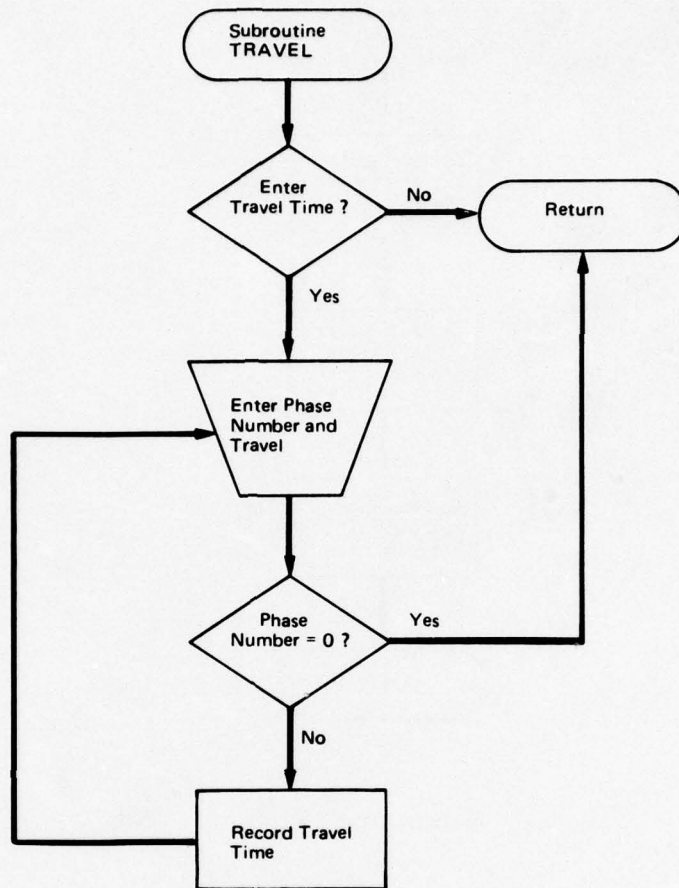 Subroutine
TRAVEL
Enter
Travel Time ?
No
Return
Yes
Enter Phase
Number and
Travel
Phase
Number = 0 ?
Yes
No
Record Travel
Time